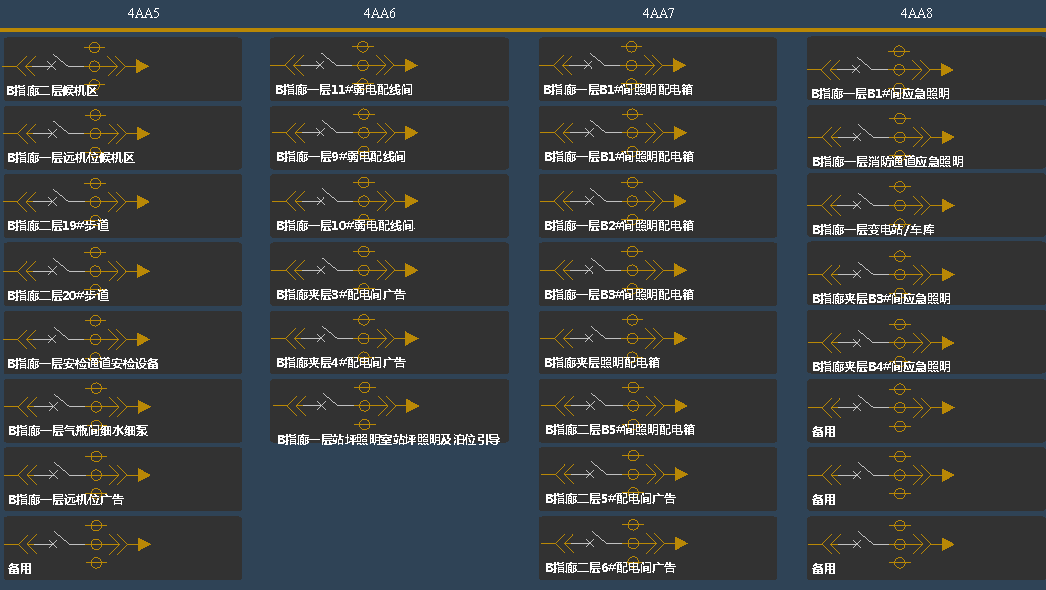 4AA5 4AA6 4AA7 4AA8
B指廊二层候机区
B指廊一层远机位候机区
B指廊二层19#步道
B指廊二层20#步道
B指廊一层安检通道安检设备
B指廊一层气瓶间细水细泵
B指廊一层远机位广告
备用
B指廊一层11#弱电配线间
B指廊一层9#弱电配线间
B指廊一层10#弱电配线间
B指廊夹层3#配电间广告
B指廊夹层4#配电间广告
B指廊一层站坪照明室站坪照明及泊位引导
B指廊一层B1#间照明配电箱
B指廊一层B1#间照明配电箱
B指廊一层B2#间照明配电箱
B指廊一层B3#间照明配电箱
B指廊夹层照明配电箱
B指廊二层B5#间照明配电箱
B指廊二层5#配电间广告
B指廊二层6#配电间广告
B指廊一层B1#间应急照明
B指廊一层消防通道应急照明
B指廊一层变电站/车库
B指廊夹层B3#间应急照明
B指廊夹层B4#间应急照明
备用
备用
备用